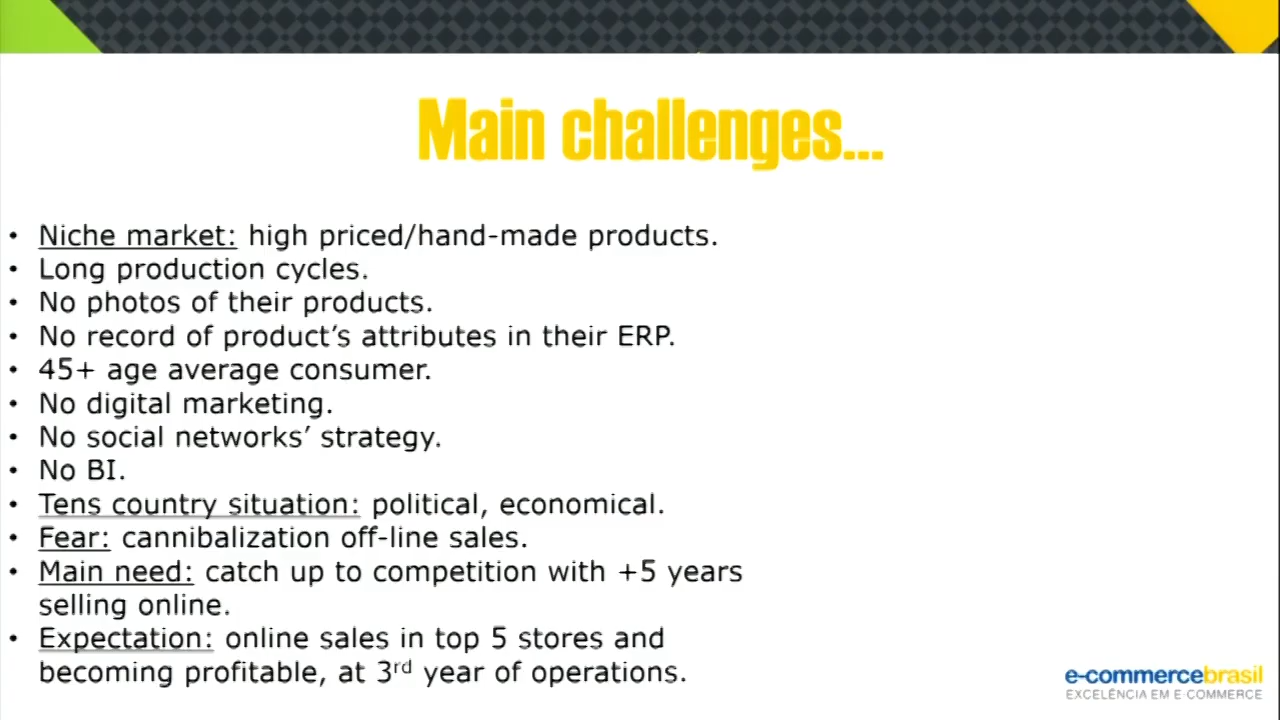 Main challenges...
• Niche market: high priced/hand-made products.
• Long production cycles.
• No photos of their products.
• No record of product’s attributes in their ERP.
• 45+ age average consumer.
• No digital marketing.
• No social networks’ strategy.
• No BI.
• Tens country situation: political, economical.
• Fear: cannibalization off-line sales.
• Main need: catch up to competition with +5 years
selling online.
• Expectation: online sales in top 5 stores and
becoming profitable, at 3rd year of operations.
e-commercebrasil
EXCELÊNCIA EM E-COMMERCE